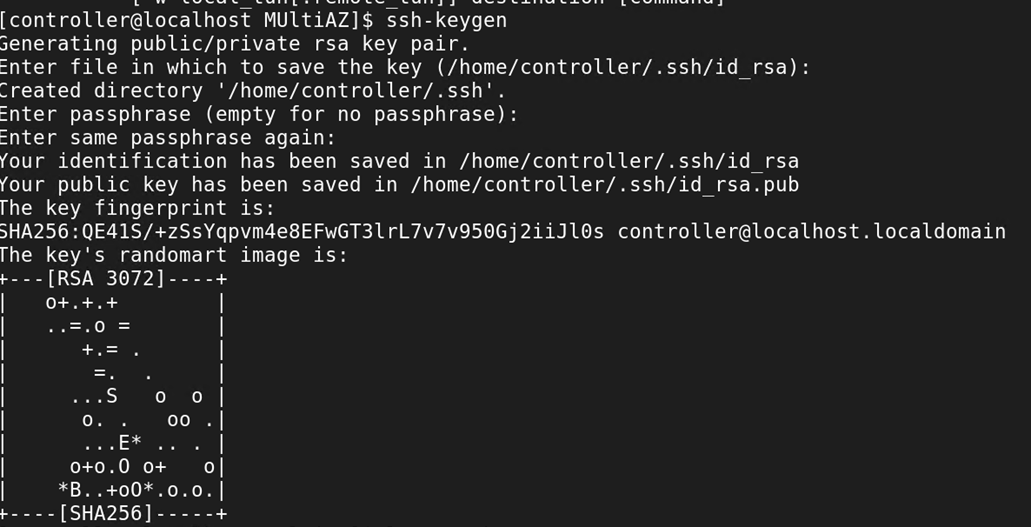 [-w local_tun[:remote_tun]] destination [command]
[controller@localhost MUltiAZ]$ ssh-keygen
Generating public/private rsa key pair.
Enter file in which to save the key (/home/controller/.ssh/id_rsa):
Created directory '/home/controller/.ssh'.
Enter passphrase (empty for no passphrase):
Enter same passphrase again:
Your identification has been saved in /home/controller/.ssh/id_rsa
Your public key has been saved in /home/controller/.ssh/id_rsa.pub
The key fingerprint is:
SHA256:QE41S/+zSsYqpvm4e8EFwGT3lrL7v7v950Gj2iiJl0s controller@localhost.localdomain
The key's randomart image is:
+---[RSA 3072]----+
|   o+.+.+        |
|   ..=.o =       |
|      +.= .      |
|       =.  .     |
|     ...S   o  o |
|      o. .   oo .|
|      ...E* .. . |
|     o+o.O o+   o|
|    *B..+oO*.o.o.|
+----[SHA256]-----+